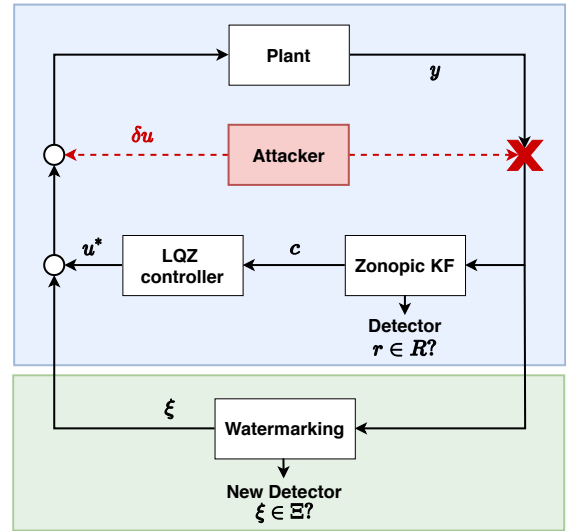 Plant
y
δu
Attacker
u*
LQZ
controller
c
Zonopic KF
Detector
r ∈ R?
ξ
Watermarking
New Detector
ξ ∈ Ξ?